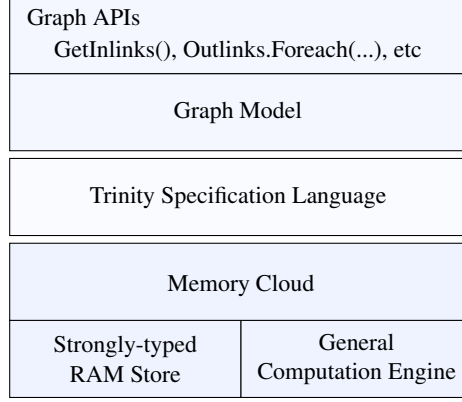 Graph APIs
GetInlinks(), Outlinks.Foreach(...), etc
Graph Model
Trinity Specification Language
Memory Cloud
Strongly-typed
RAM Store
General
Computation Engine